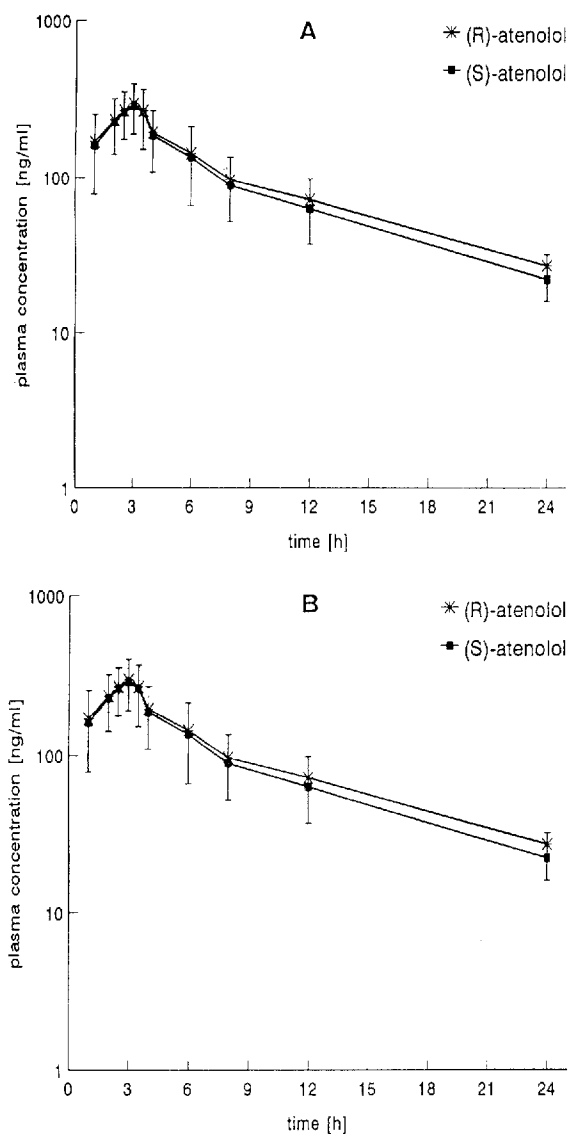 A
(R)-atenolol
(S)-atenolol
1000
100
10
1
plasma concentration [ng/ml]
0 3 6 9 12 15 18 21 24
time [h]
B
(R)-atenolol
(S)-atenolol
1000
100
10
1
plasma concentration [ng/ml]
0 3 6 9 12 15 18 21 24
time [h]